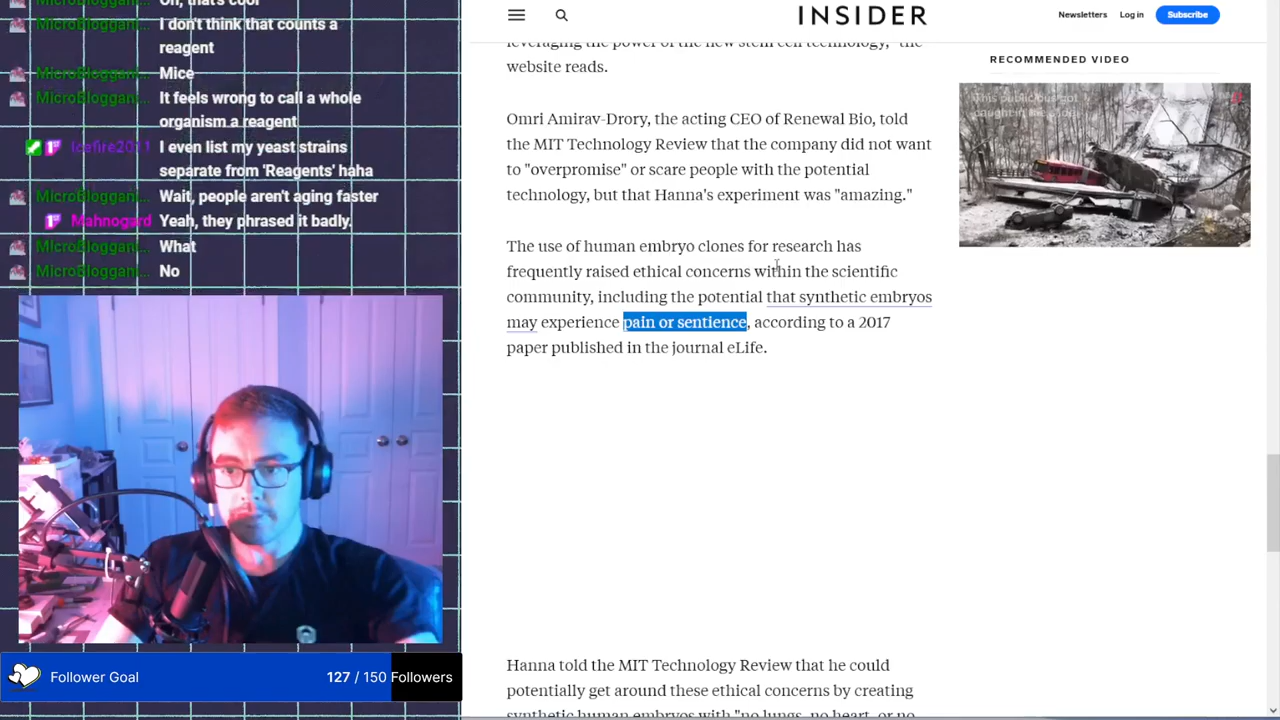 Oh, that's cool
I don't think that counts a
reagent
Mice
It feels wrong to call a whole
organism a reagent
Icefire2011 I even list my yeast strains
separate from 'Reagents' haha
Wait, people aren't aging faster
Mahnogard Yeah, they phrased it badly.
What
No
Follower Goal 127 / 150 Followers
INSIDER
Newsletters Log in Subscribe
leveraging the power of the new stem cell technology," the
website reads.
Omri Amirav-Drory, the acting CEO of Renewal Bio, told
the MIT Technology Review that the company did not want
to "overpromise" or scare people with the potential
technology, but that Hanna's experiment was "amazing."
The use of human embryo clones for research has
frequently raised ethical concerns within the scientific
community, including the potential that synthetic embryos
may experience pain or sentience, according to a 2017
paper published in the journal eLife.
Hanna told the MIT Technology Review that he could
potentially get around these ethical concerns by creating
synthetic human embryos with "no lungs, no heart, or no
RECOMMENDED VIDEO
This public bus got
caught in the